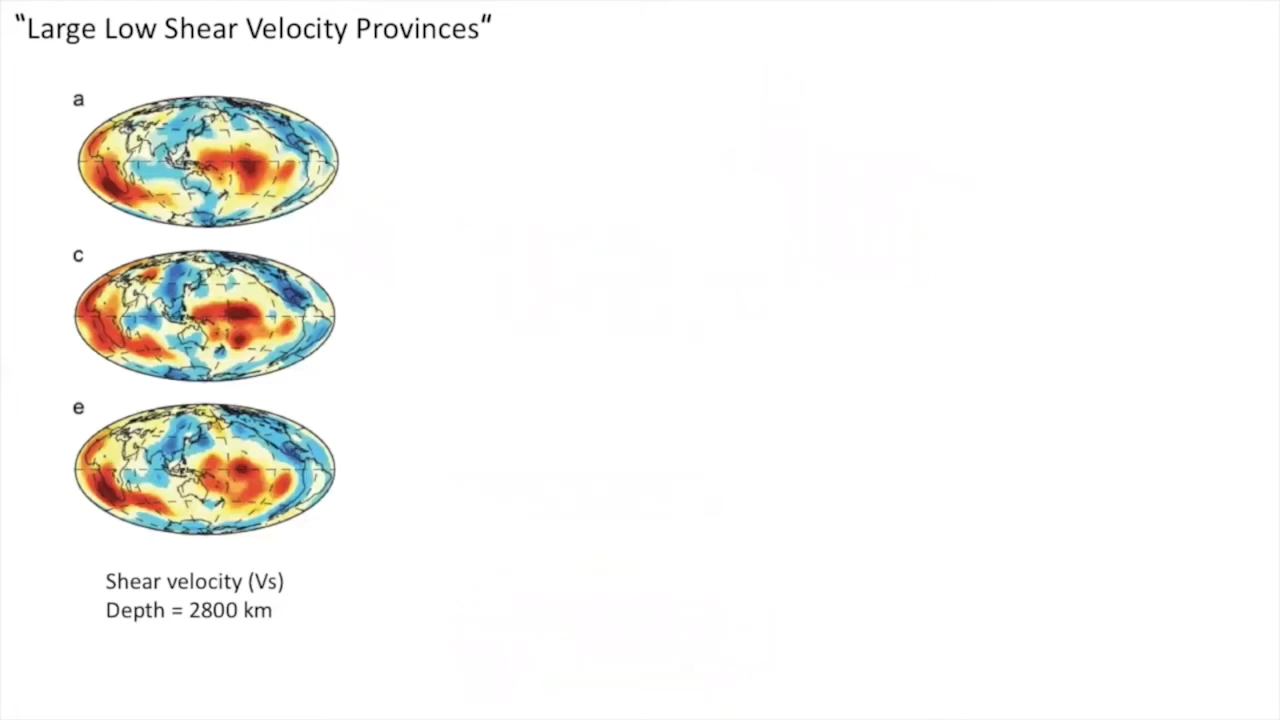 “Large Low Shear Velocity Provinces“
a
c
e
Shear velocity (Vs)
Depth = 2800 km